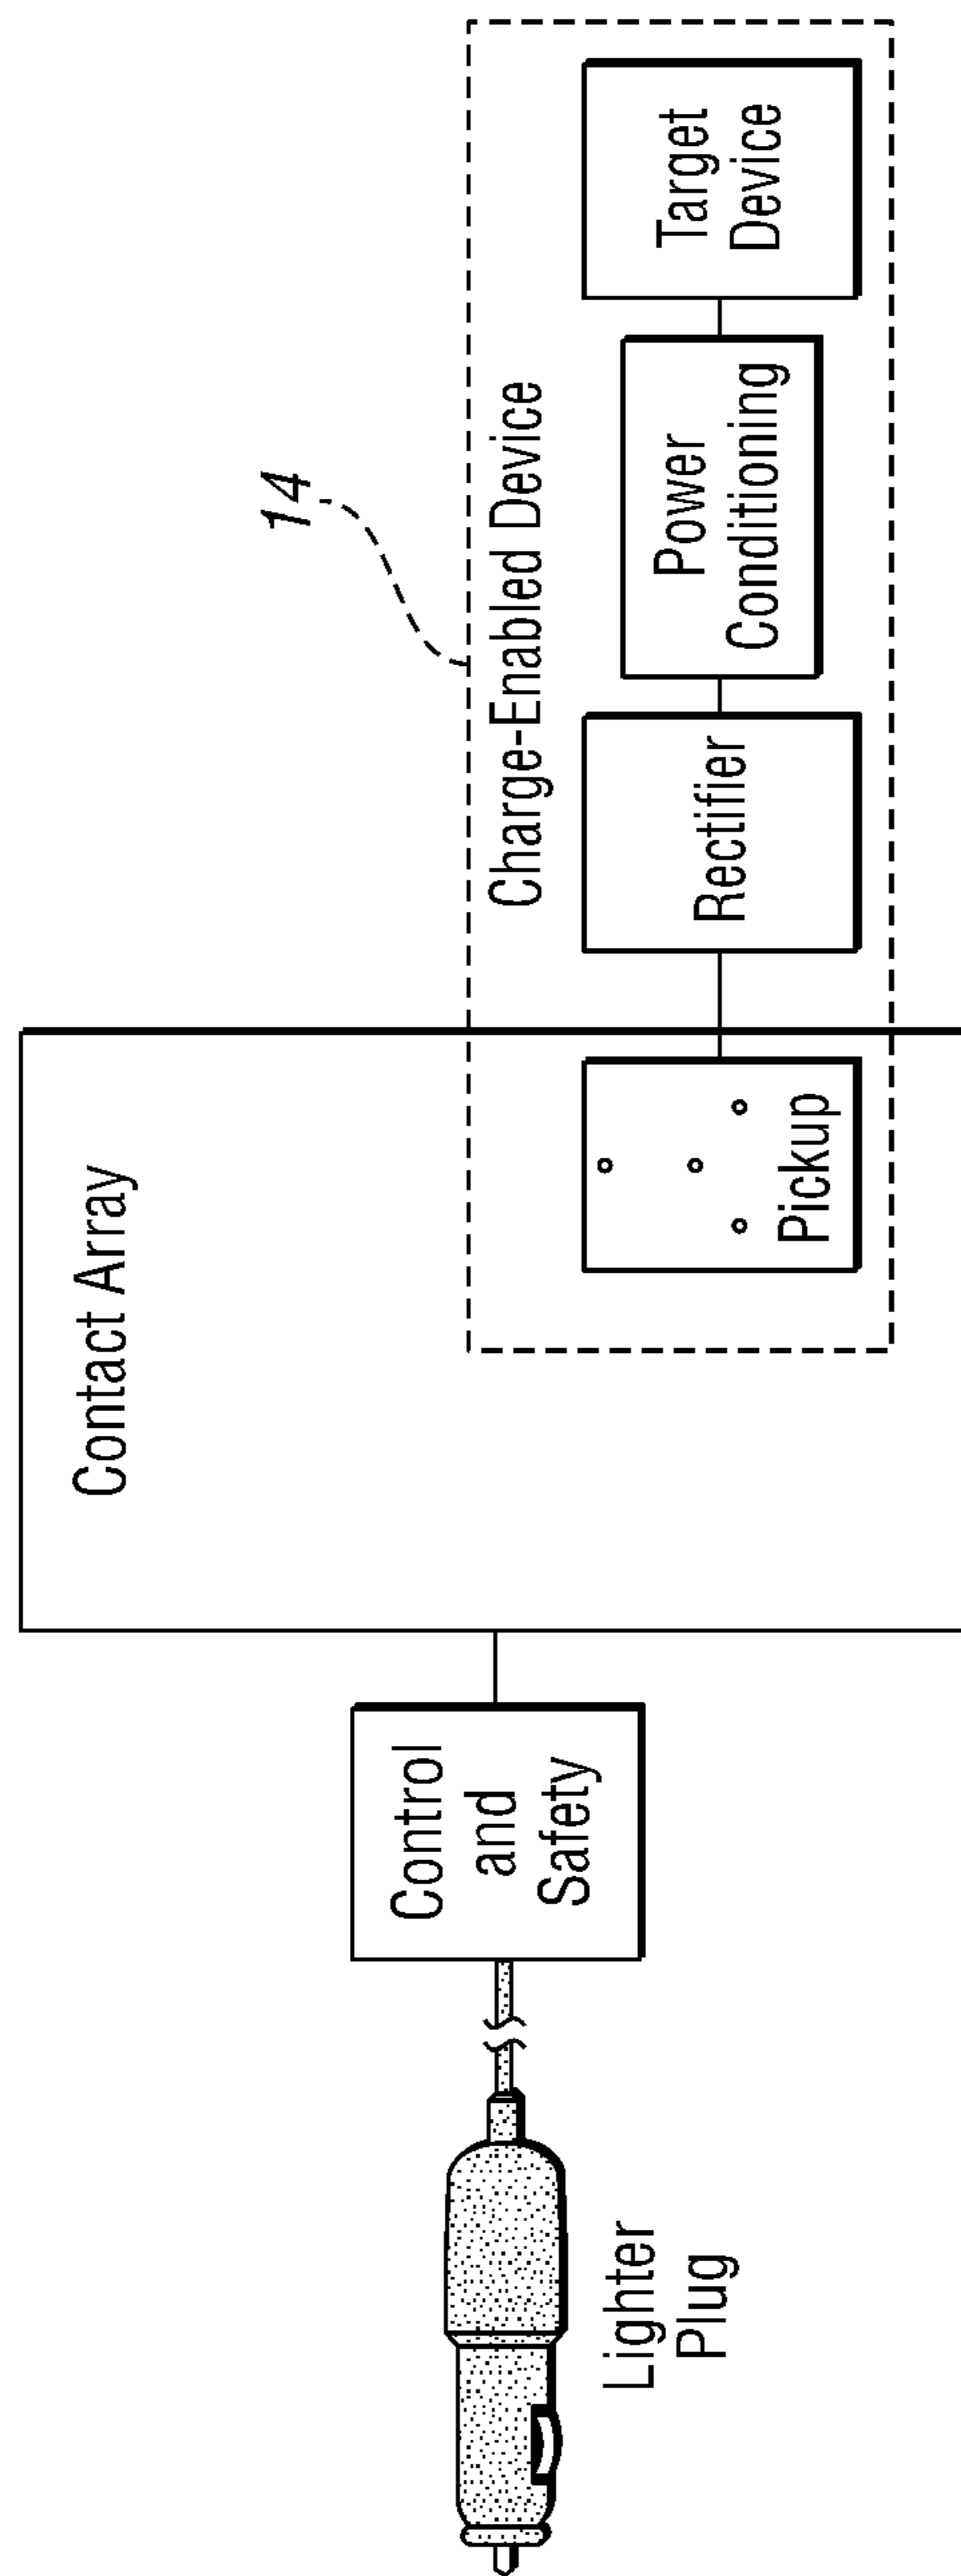 Contact Array
14
Charge-Enabled Device
Lighter
Plug
Control
and
Safety
Pickup
Rectifier
Power
Conditioning
Target
Device